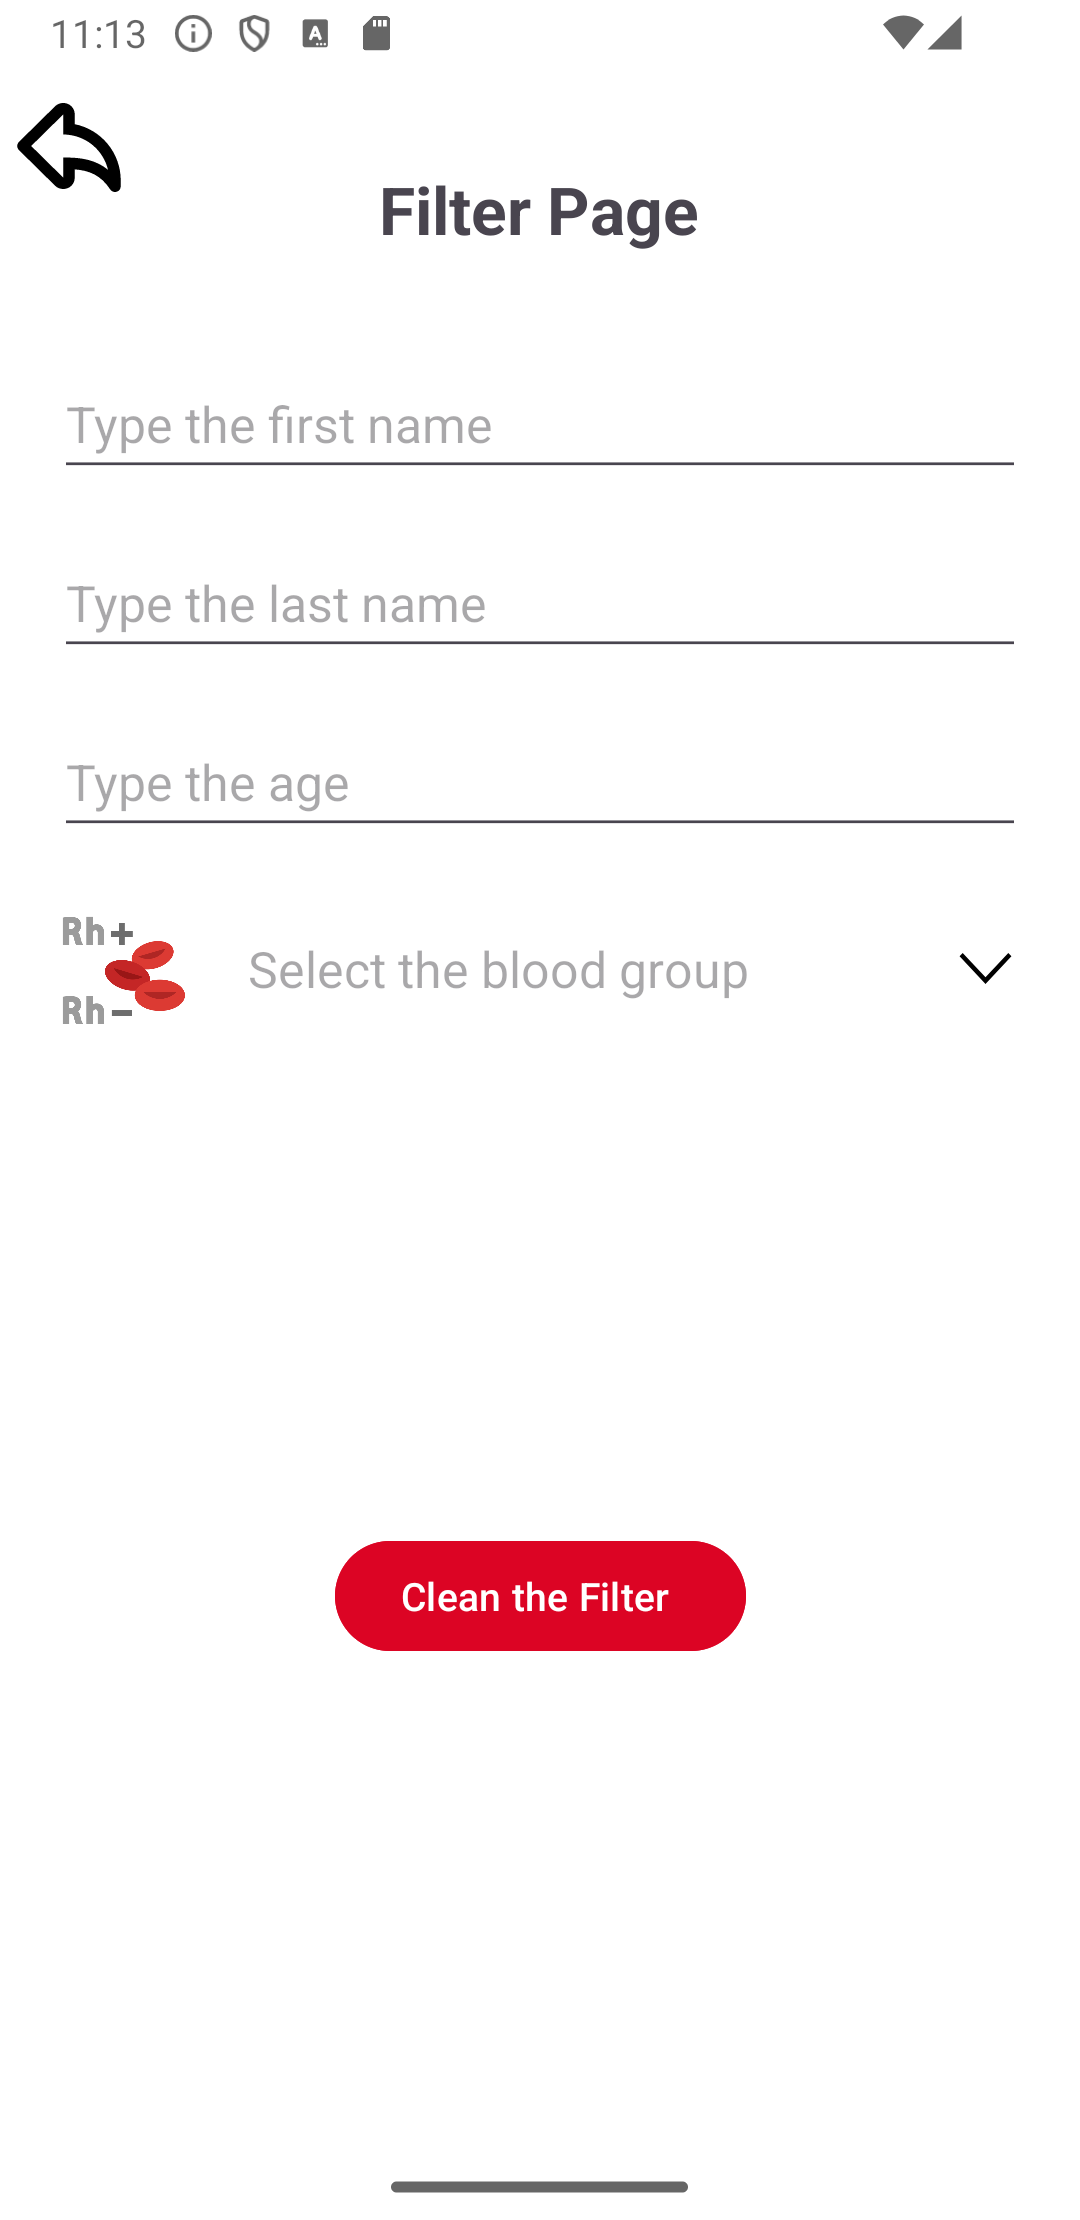 11:13
Filter Page
Type the first name
Type the last name
Type the age
Rh+
Select the blood group
Rh-
Clean the Filter